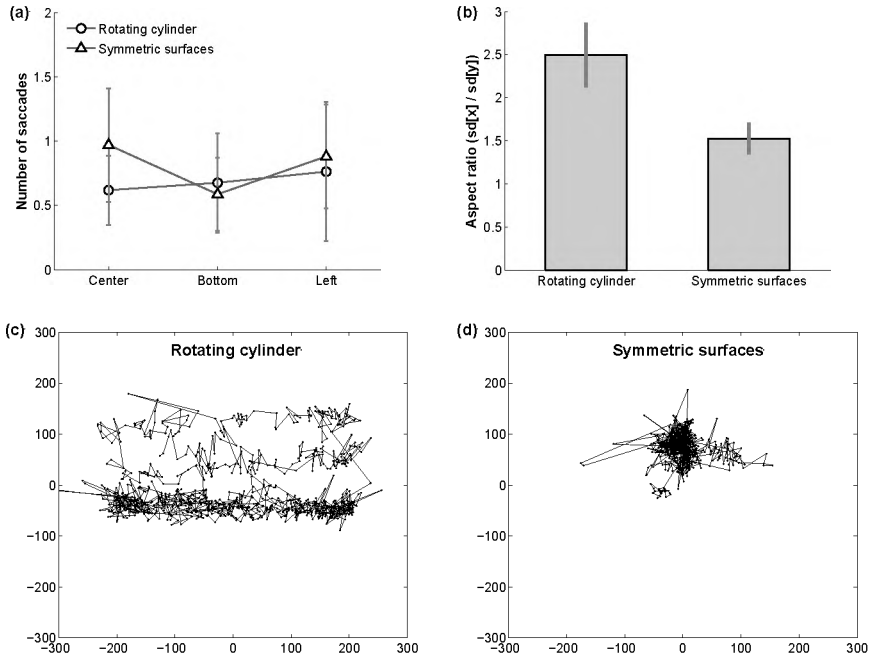 (a)
Rotating cylinder
Symmetric surfaces
Number of saccades
2
1.5
1
0.5
0
Center Bottom Left
(b)
Aspect ratio (sd[x] / sd[y])
3
2.5
2
1.5
1
0.5
0
Rotating cylinder Symmetric surfaces
(c)
Rotating cylinder
300
200
100
0
−100
−200
−300
−300 −200 −100 0 100 200 300
(d)
Symmetric surfaces
300
200
100
0
−100
−200
−300
−300 −200 −100 0 100 200 300